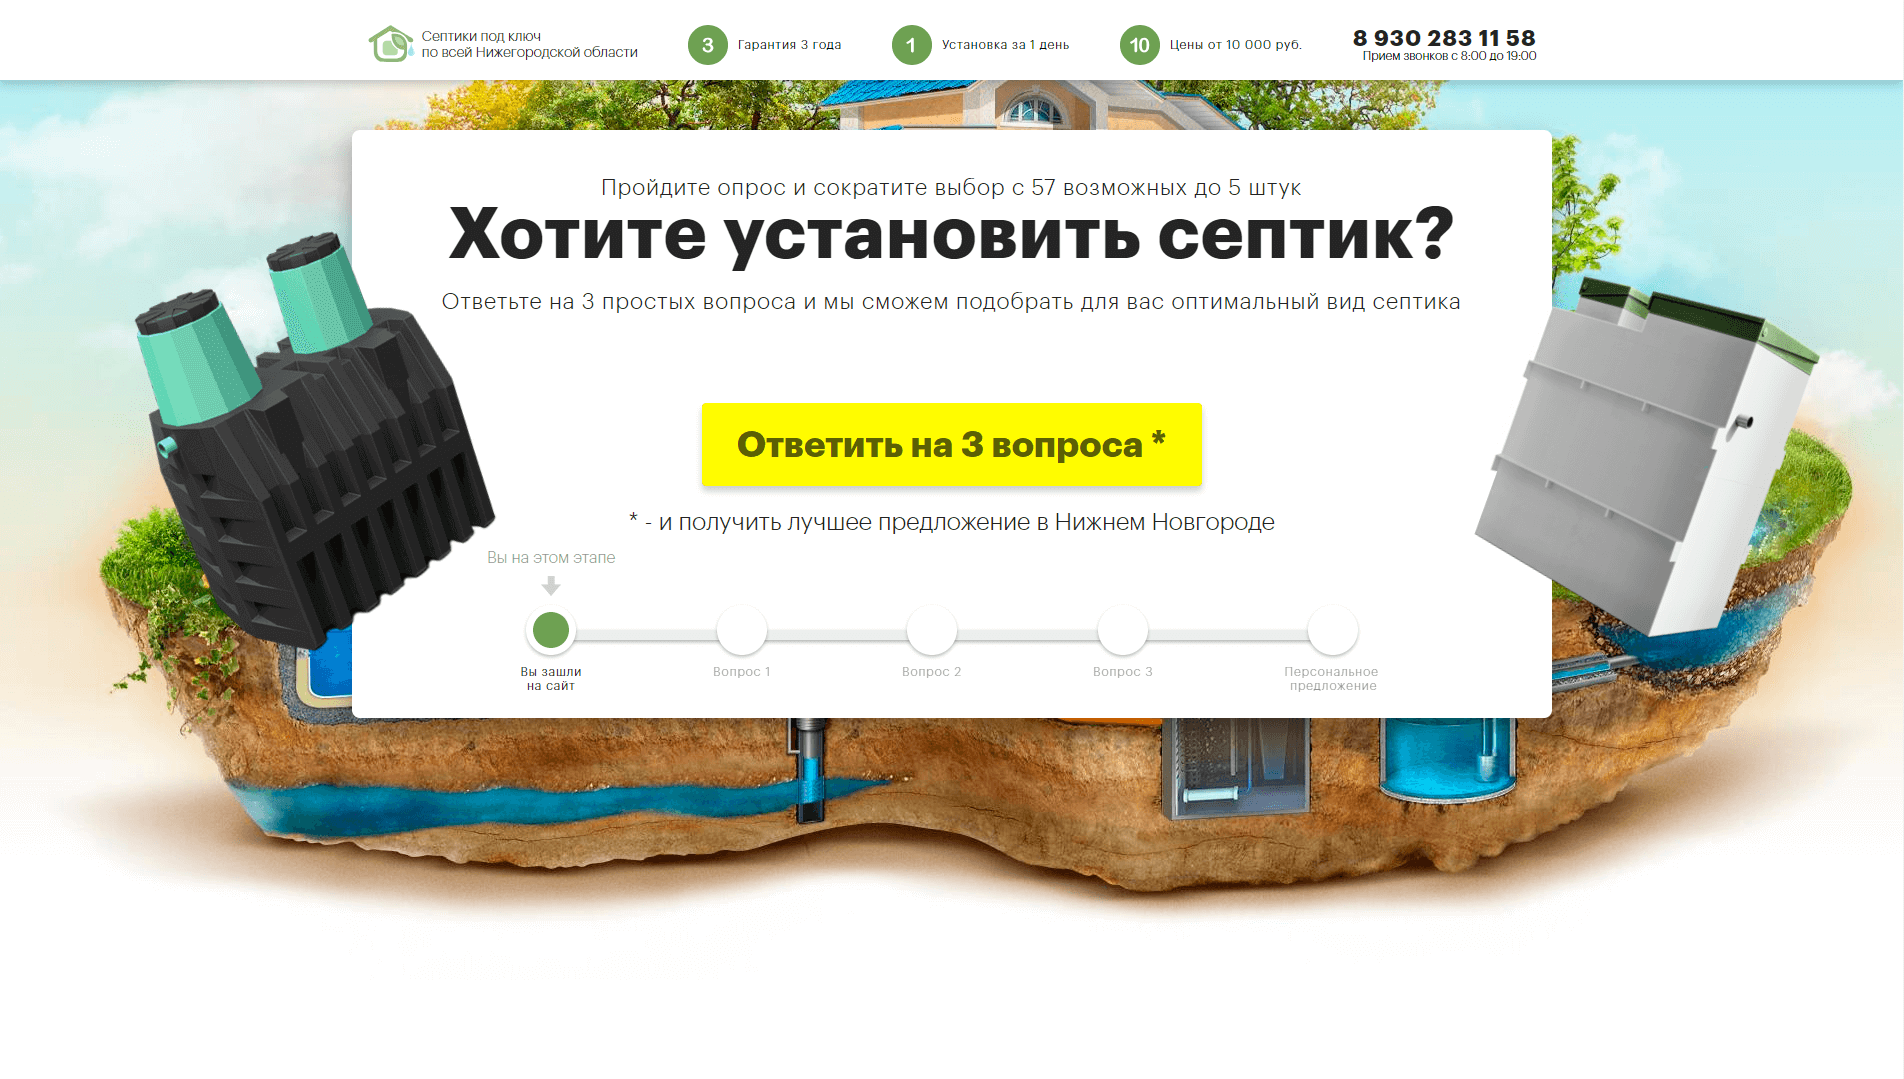 Септики под ключ
по всей Нижегородской области
3
Гарантия 3 года
1
Установка за 1 день
10
Цены от 10 000 руб.
8 930 283 11 58
Прием звонков с 8:00 до 19:00
Пройдите опрос и сократите выбор с 57 возможных до 5 штук
Хотите установить септик?
Ответьте на 3 простых вопроса и мы сможем подобрать для вас оптимальный вид септика
Ответить на 3 вопроса *
* - и получить лучшее предложение в Нижнем Новгороде
Вы на этом этапе
Вы зашли
на сайт
Вопрос 1
Вопрос 2
Вопрос 3
Персональное
предложение